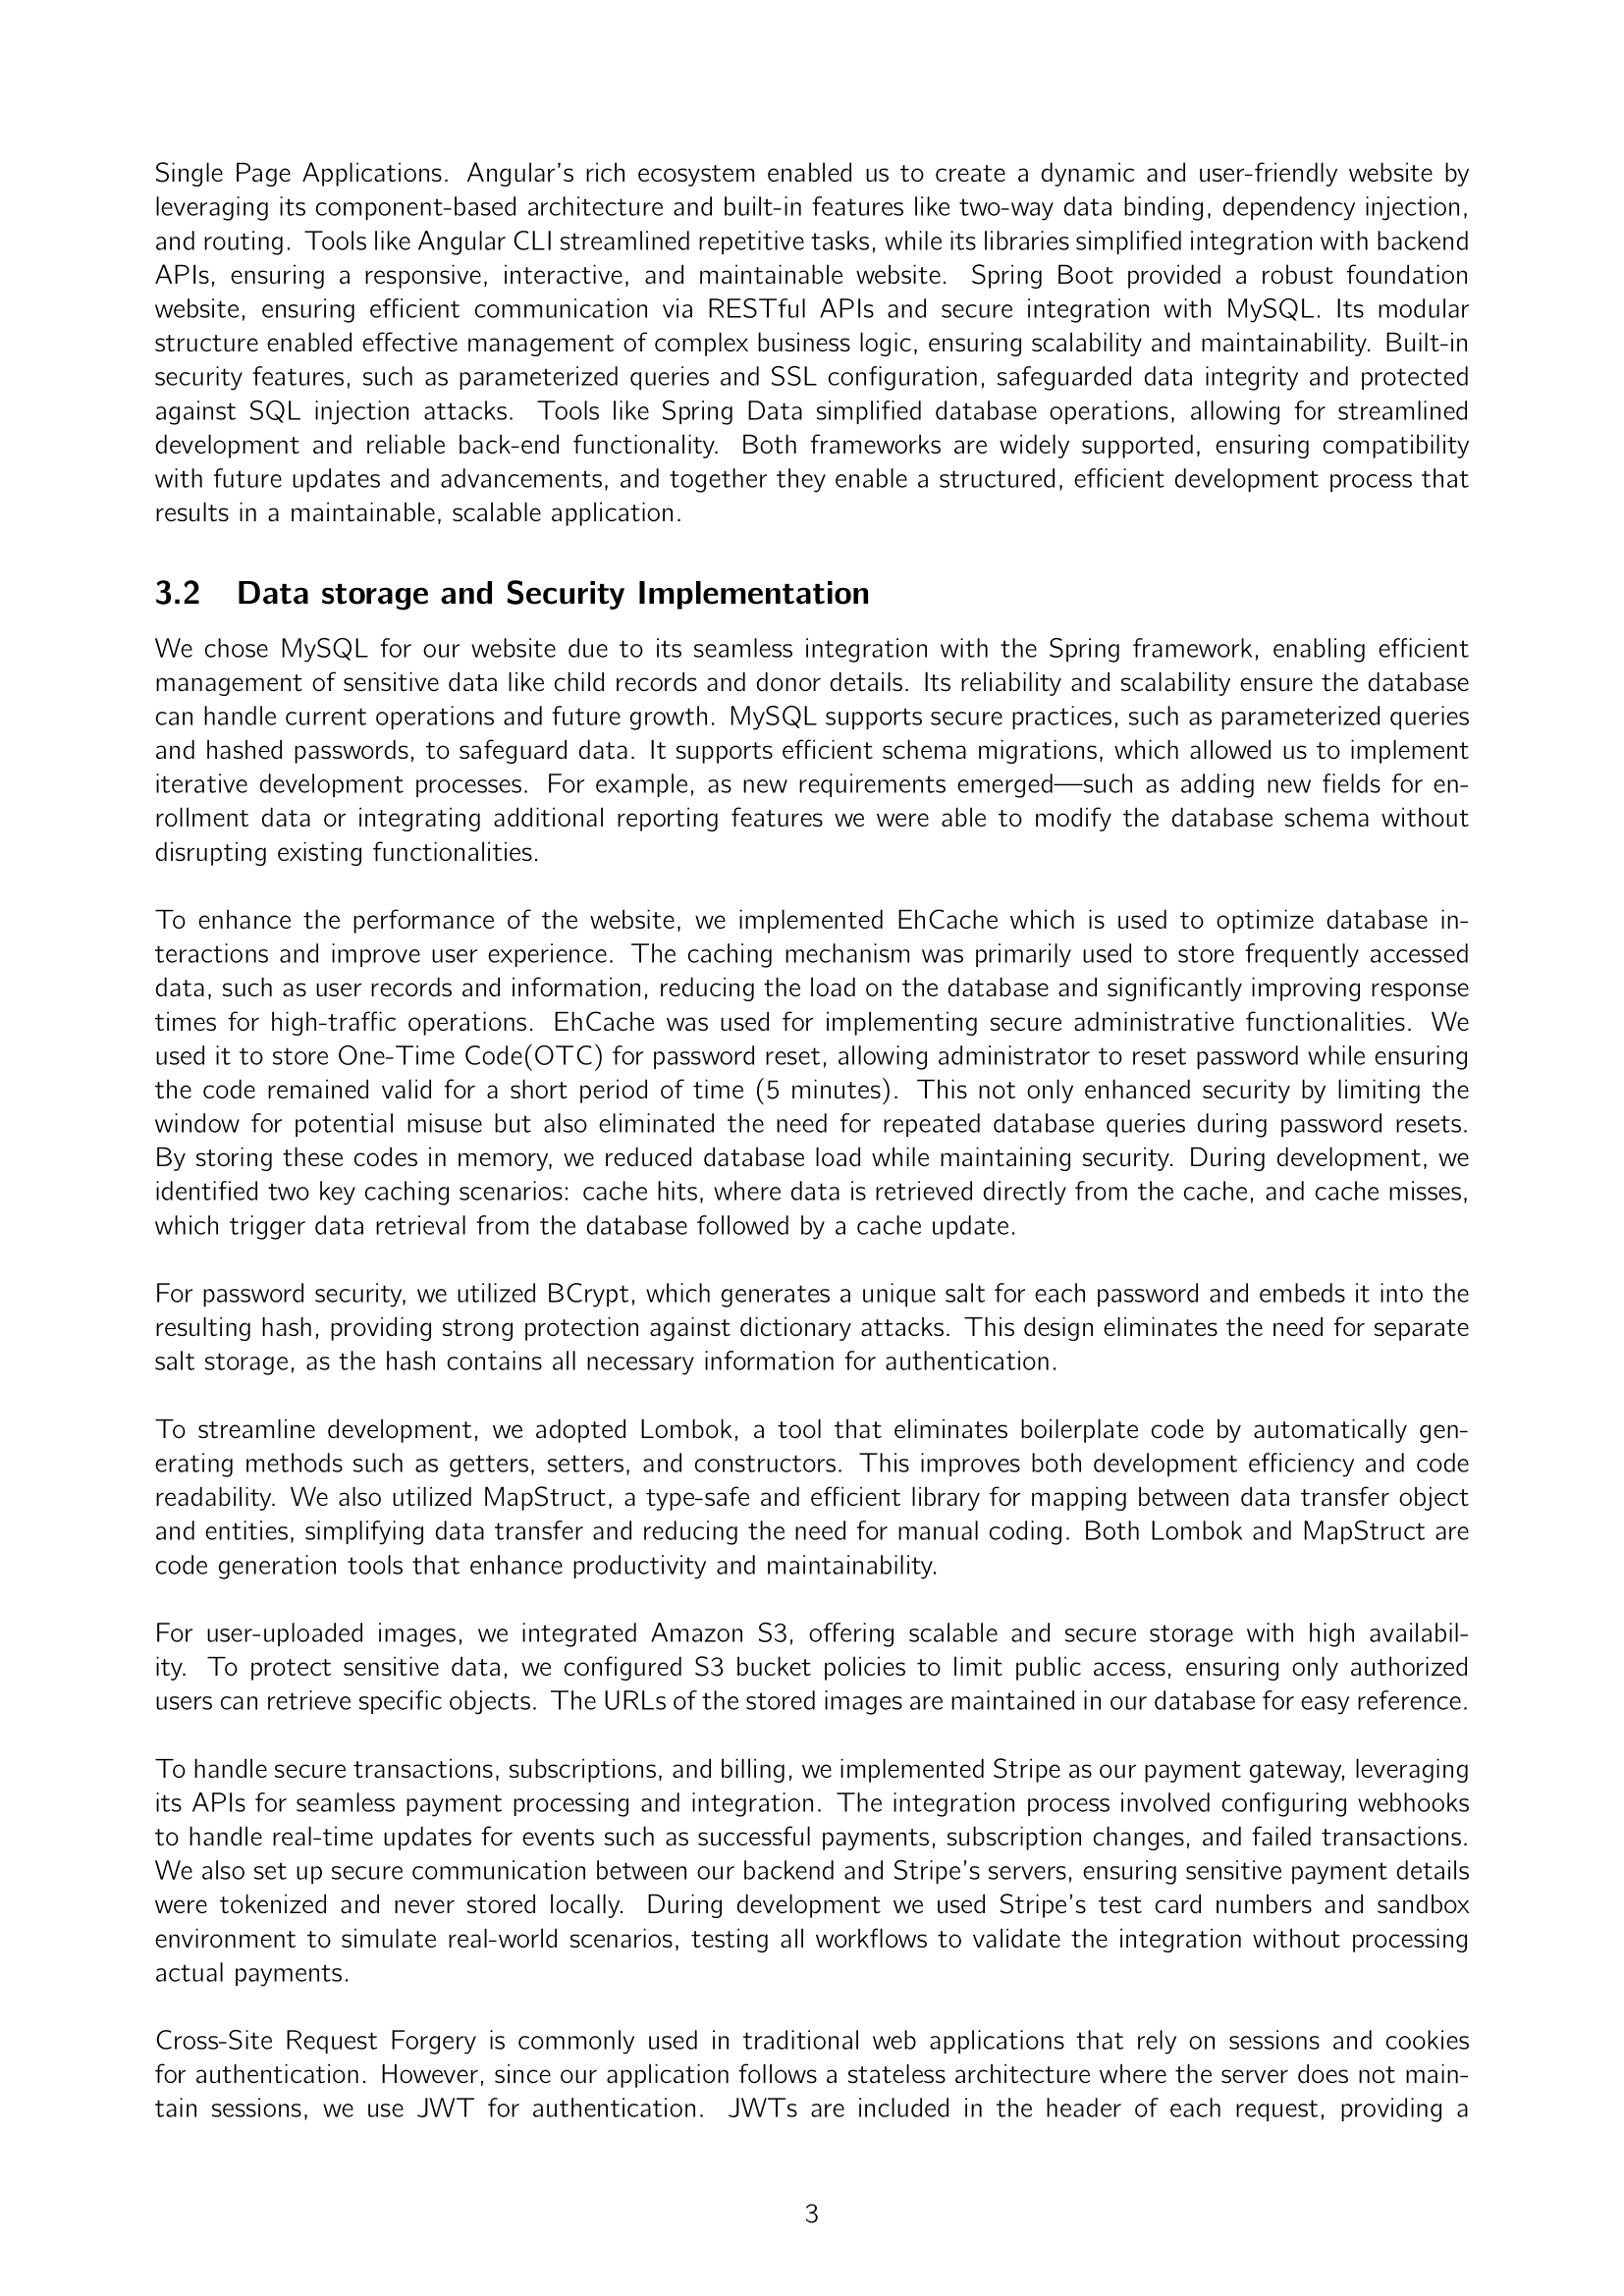 Single Page Applications. Angular's rich ecosystem enabled us to create a dynamic and user-friendly website by
leveraging its component-based architecture and built-in features like two-way data binding, dependency injection,
and routing. Tools like Angular CLI streamlined repetitive tasks, while its libraries simplified integration with backend
APIs, ensuring a responsive, interactive, and maintainable website. Spring Boot provided a robust foundation
website, ensuring efficient communication via RESTful APIs and secure integration with MySQL. Its modular
structure enabled effective management of complex business logic, ensuring scalability and maintainability. Built-in
security features, such as parameterized queries and SSL configuration, safeguarded data integrity and protected
against SQL injection attacks. Tools like Spring Data simplified database operations, allowing for streamlined
development and reliable back-end functionality. Both frameworks are widely supported, ensuring compatibility
with future updates and advancements, and together they enable a structured, efficient development process that
results in a maintainable, scalable application.
3.2 Data storage and Security Implementation
We chose MySQL for our website due to its seamless integration with the Spring framework, enabling efficient
management of sensitive data like child records and donor details. Its reliability and scalability ensure the database
can handle current operations and future growth. MySQL supports secure practices, such as parameterized queries
and hashed passwords, to safeguard data. It supports efficient schema migrations, which allowed us to implement
iterative development processes. For example, as new requirements emerged—such as adding new fields for en-
rollment data or integrating additional reporting features we were able to modify the database schema without
disrupting existing functionalities.
To enhance the performance of the website, we implemented EhCache which is used to optimize database in-
teractions and improve user experience. The caching mechanism was primarily used to store frequently accessed
data, such as user records and information, reducing the load on the database and significantly improving response
times for high-traffic operations. EhCache was used for implementing secure administrative functionalities. We
used it to store One-Time Code(OTC) for password reset, allowing administrator to reset password while ensuring
the code remained valid for a short period of time (5 minutes). This not only enhanced security by limiting the
window for potential misuse but also eliminated the need for repeated database queries during password resets.
By storing these codes in memory, we reduced database load while maintaining security. During development, we
identified two key caching scenarios: cache hits, where data is retrieved directly from the cache, and cache misses,
which trigger data retrieval from the database followed by a cache update.
For password security, we utilized BCrypt, which generates a unique salt for each password and embeds it into the
resulting hash, providing strong protection against dictionary attacks. This design eliminates the need for separate
salt storage, as the hash contains all necessary information for authentication.
To streamline development, we adopted Lombok, a tool that eliminates boilerplate code by automatically gen-
erating methods such as getters, setters, and constructors. This improves both development efficiency and code
readability. We also utilized MapStruct, a type-safe and efficient library for mapping between data transfer object
and entities, simplifying data transfer and reducing the need for manual coding. Both Lombok and MapStruct are
code generation tools that enhance productivity and maintainability.
For user-uploaded images, we integrated Amazon S3, offering scalable and secure storage with high availabil-
ity. To protect sensitive data, we configured S3 bucket policies to limit public access, ensuring only authorized
users can retrieve specific objects. The URLs of the stored images are maintained in our database for easy reference.
To handle secure transactions, subscriptions, and billing, we implemented Stripe as our payment gateway, leveraging
its APIs for seamless payment processing and integration. The integration process involved configuring webhooks
to handle real-time updates for events such as successful payments, subscription changes, and failed transactions.
We also set up secure communication between our backend and Stripe's servers, ensuring sensitive payment details
were tokenized and never stored locally. During development we used Stripe's test card numbers and sandbox
environment to simulate real-world scenarios, testing all workflows to validate the integration without processing
actual payments.
Cross-Site Request Forgery is commonly used in traditional web applications that rely on sessions and cookies
for authentication. However, since our application follows a stateless architecture where the server does not main-
tain sessions, we use JWT for authentication. JWTs are included in the header of each request, providing a
3